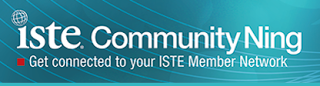 iste® Community Ning
Get connected to your ISTE Member Network